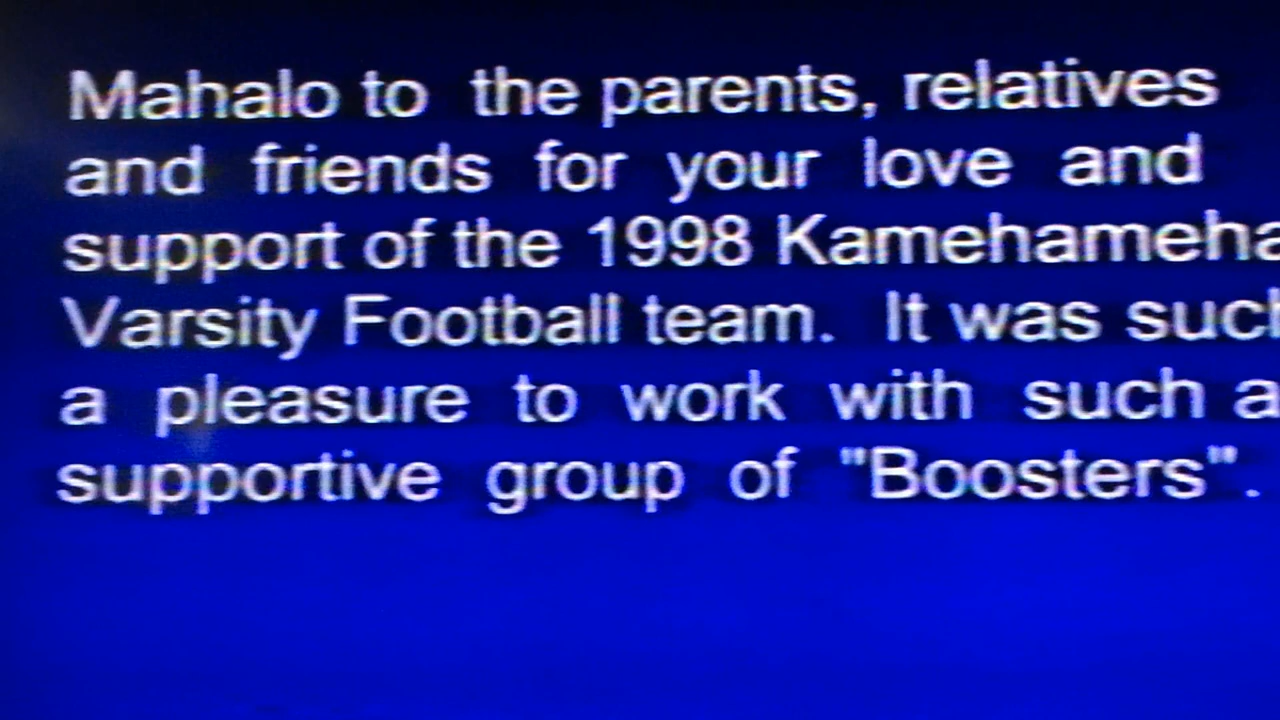 Mahalo to the parents, relatives
and friends for your love and
support of the 1998 Kamehameha
Varsity Football team. It was such
a pleasure to work with such a
supportive group of "Boosters".